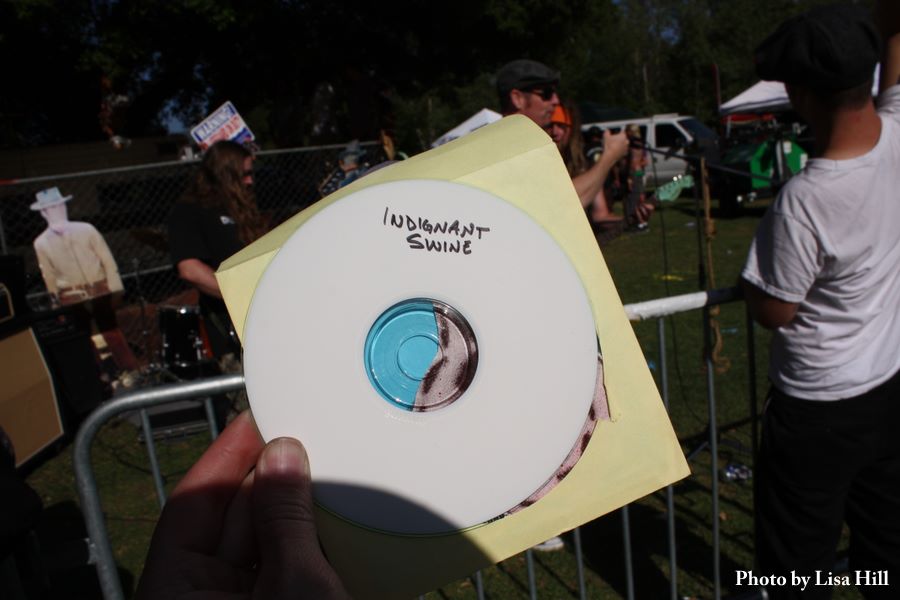 INDIGNANT
SWINE
Photo by Lisa Hill